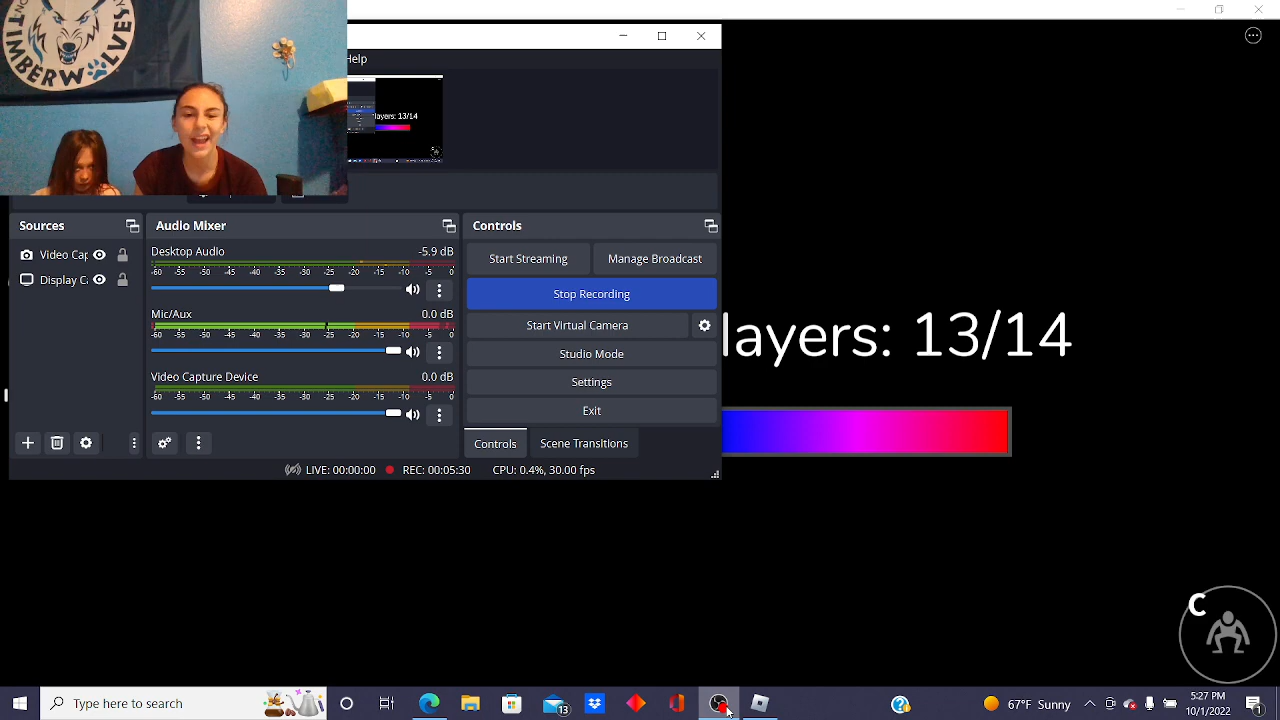 TIMBERWOLVES
Help
layers: 13/14
Sources
Audio Mixer
Controls
Video Cap
Display C
Desktop Audio
-5.9 dB
-60 -55 -50 -45 -40 -35 -30 -25 -20 -15 -10 -5 0
Mic/Aux
0.0 dB
-60 -55 -50 -45 -40 -35 -30 -25 -20 -15 -10 -5 0
Video Capture Device
0.0 dB
-60 -55 -50 -45 -40 -35 -30 -25 -20 -15 -10 -5 0
Start Streaming
Manage Broadcast
Stop Recording
Start Virtual Camera
Studio Mode
Settings
Exit
Controls
Scene Transitions
LIVE: 00:00:00
REC: 00:05:30
CPU: 0.4%, 30.00 fps
layers: 13/14
C
Type here to search
13
67°F Sunny
5:27 PM
10/1/2022
1